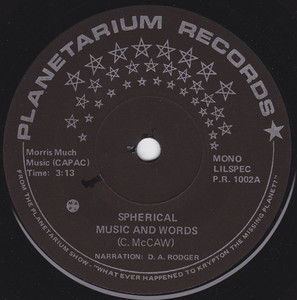 PLANETARIUM RECORDS
Morris Much
Music (CAPAC)
Time: 3:13
MONO
LILSPEC
P.R. 1002A
SPHERICAL
MUSIC AND WORDS
(C. McCAW)
NARRATION: D. A. RODGER
FROM THE PLANETARIUM SHOW - "WHAT EVER HAPPENED TO KRYPTON THE MISSING PLANET?"